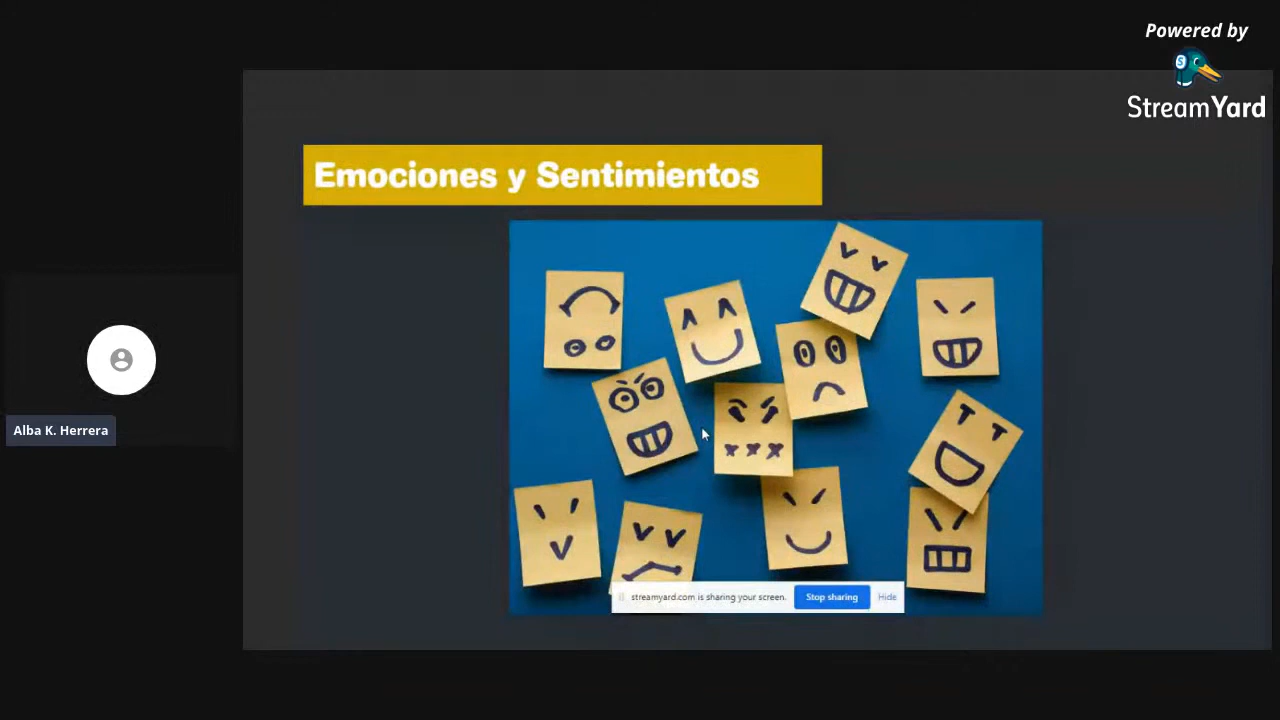 Powered by
StreamYard
Emociones y Sentimientos
Alba K. Herrera
streamyard.com is sharing your screen.
Stop sharing
Hide